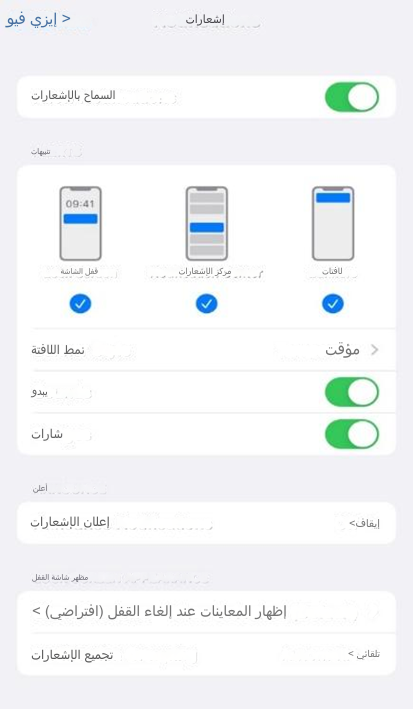 < إيزي فيو
إشعارات
السماح بالإشعارات
تنبيهات
09:41
قفل الشاشة
مركز الإشعارات
لافتات
نمط اللافتة
مؤقت
يبدو
شارات
أعلن
إعلان الإشعارات
إيقاف>
مظهر شاشة القفل
إظهار المعاينات عند إلغاء القفل (افتراضي) >
تجميع الإشعارات
تلقائي >